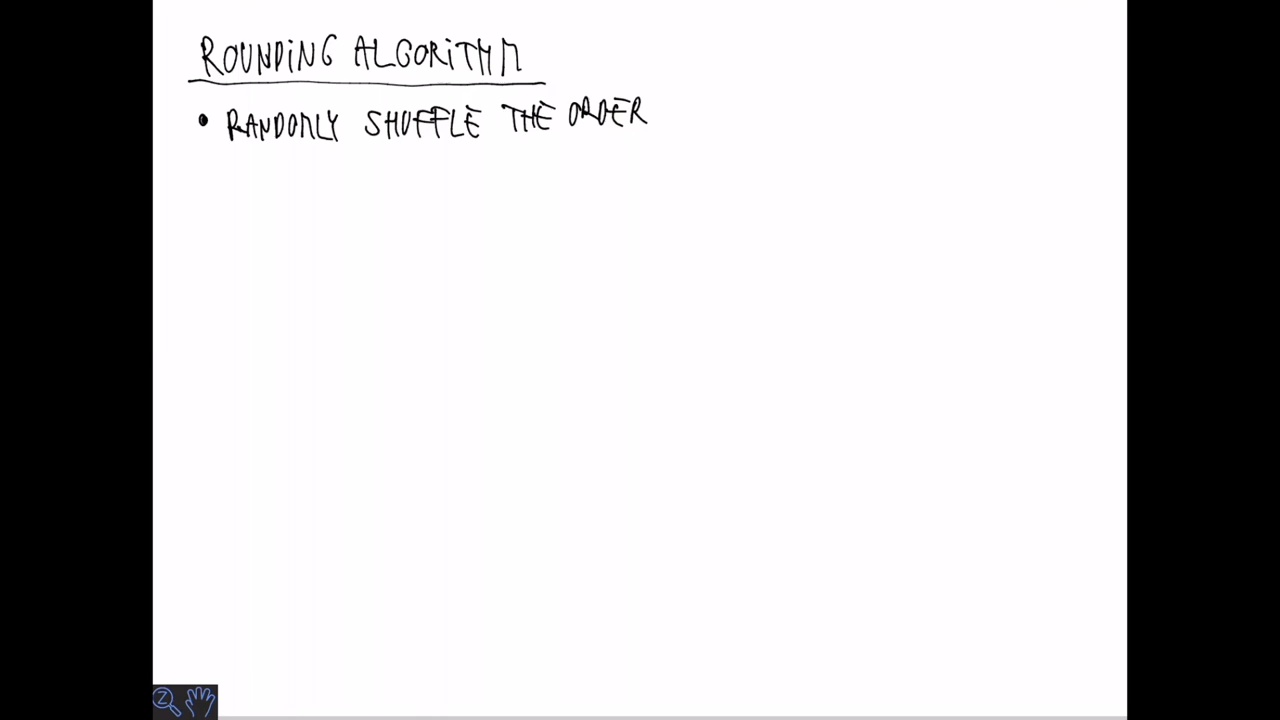 ROUNDING ALGORITHM
• RANDOMLY SHUFFLE THE ORDER